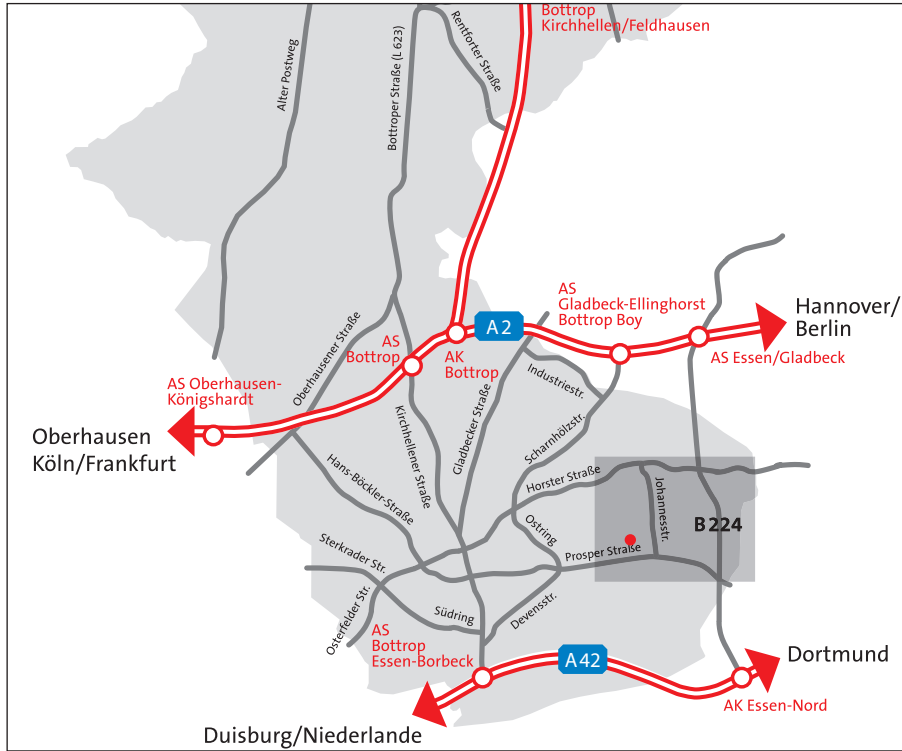 Bottrop
Kirchhellen/Feldhausen
Rentforter Straße
Alter Postweg
Bottroper Straße (L 623)
AS
Gladbeck-Ellinghorst
Bottrop Boy
Hannover/
Berlin
A 2
AS
Bottrop
AK
Bottrop
AS Essen/Gladbeck
Oberhausener Straße
Industriestr.
AS Oberhausen-
Königshardt
Kirchhellener Straße
Gladbecker Straße
Scharnhölzstr.
Oberhausen
Köln/Frankfurt
Hans-Böckler-Straße
Horster Straße
Johannesstr.
B 224
Ostring
Prosper Straße
Sterkrader Str.
Osterfelder Str.
Südring
Devensstr.
AS
Bottrop
Essen-Borbeck
A 42
Dortmund
AK Essen-Nord
Duisburg/Niederlande